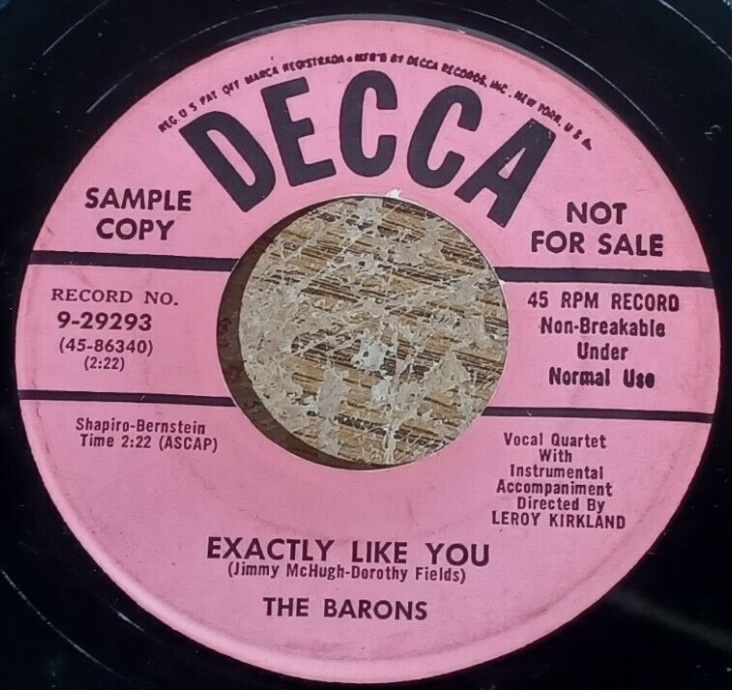 REG. U S PAT OFF MARCA REGISTRADA • MF'R'D BY DECCA RECORDS, INC., NEW YORK, U S A
DECCA
SAMPLE
COPY
NOT
FOR SALE
RECORD NO.
9-29293
(45-86340)
(2:22)
45 RPM RECORD
Non-Breakable
Under
Normal Use
Shapiro-Bernstein
Time 2:22 (ASCAP)
Vocal Quartet
With
Instrumental
Accompaniment
Directed By
LEROY KIRKLAND
EXACTLY LIKE YOU
(Jimmy McHugh-Dorothy Fields)
THE BARONS